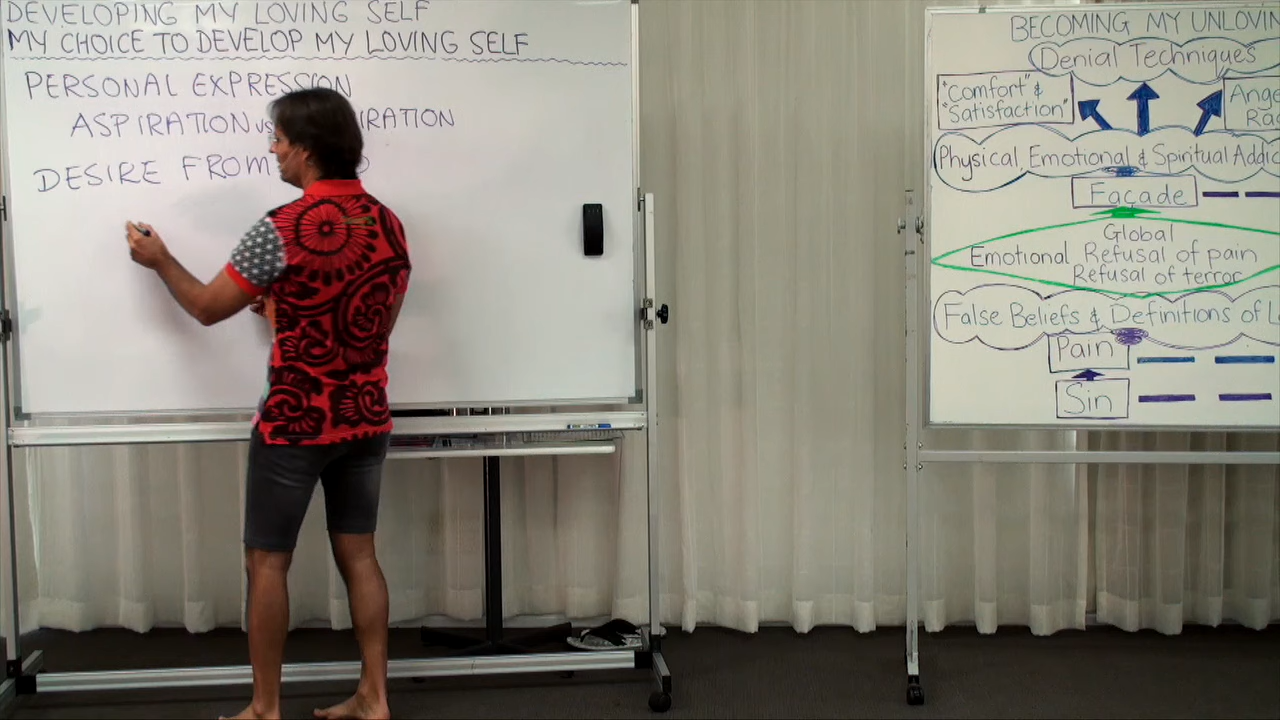 DEVELOPING MY LOVING SELF
MY CHOICE TO DEVELOP MY LOVING SELF
PERSONAL EXPRESSION
ASPIRATION vs IRATION
DESIRE FROM
BECOMING MY UNLOVIN
Denial Techniques
"Comfort" &
"Satisfaction"
Ange
Ra
Physical, Emotional & Spiritual Addic
Façade
Global
Emotional Refusal of pain
Refusal of terror
False Beliefs & Definitions of L
Pain
Sin